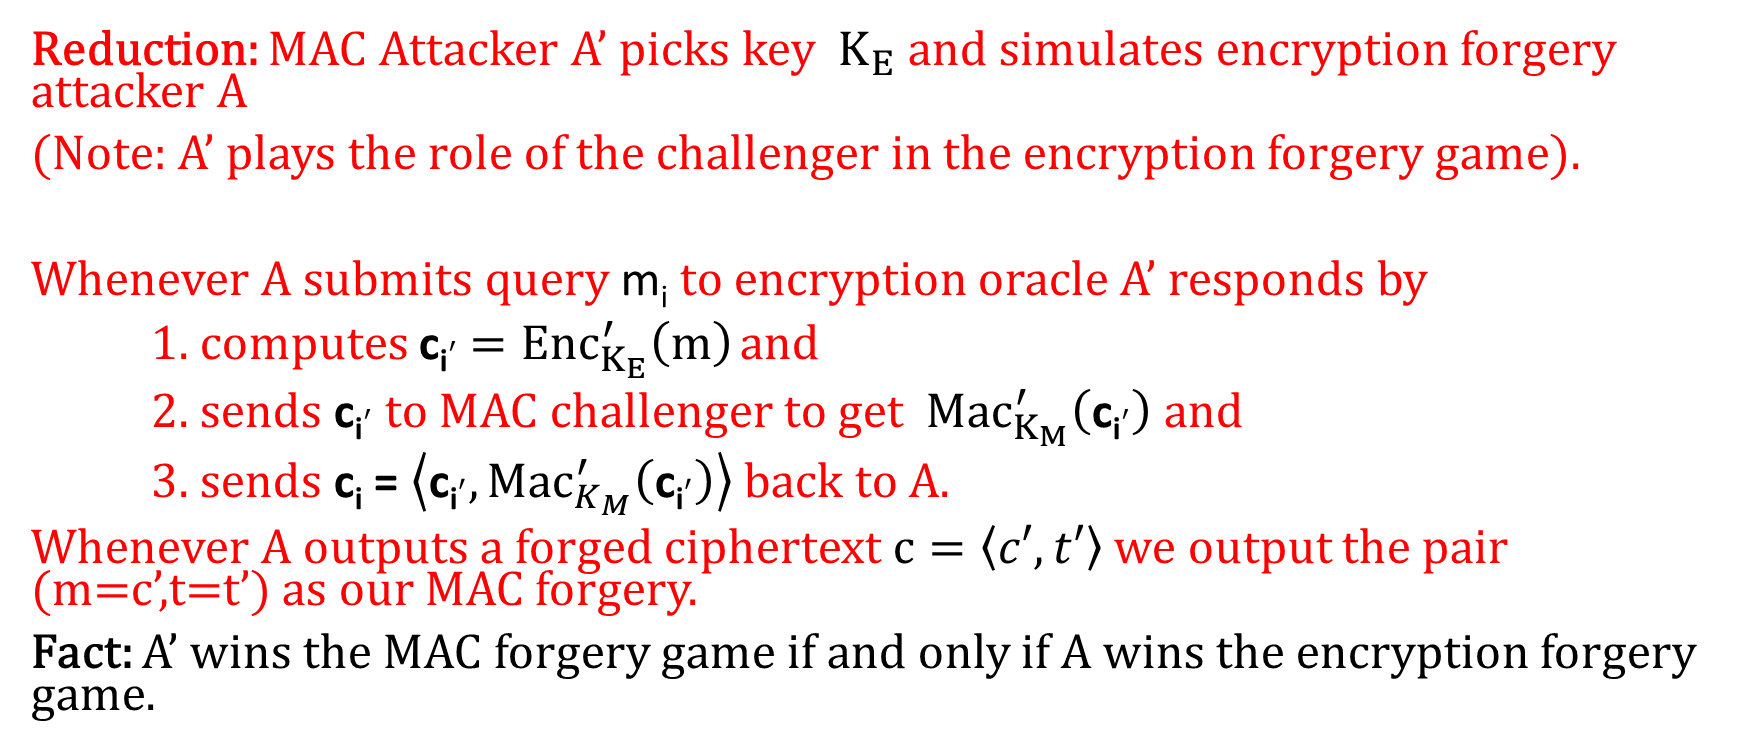 Reduction: MAC Attacker A’ picks key K_E and simulates encryption forgery
attacker A
(Note: A’ plays the role of the challenger in the encryption forgery game).
Whenever A submits query m_i to encryption oracle A’ responds by
1. computes c_i′ = Enc′_{K_E}(m) and
2. sends c_i′ to MAC challenger to get Mac′_{K_M}(c_i′) and
3. sends c_i = ⟨c_i′, Mac′_{K_M}(c_i′)⟩ back to A.
Whenever A outputs a forged ciphertext c = ⟨c′, t′⟩ we output the pair
(m=c’,t=t’) as our MAC forgery.
Fact: A’ wins the MAC forgery game if and only if A wins the encryption forgery
game.